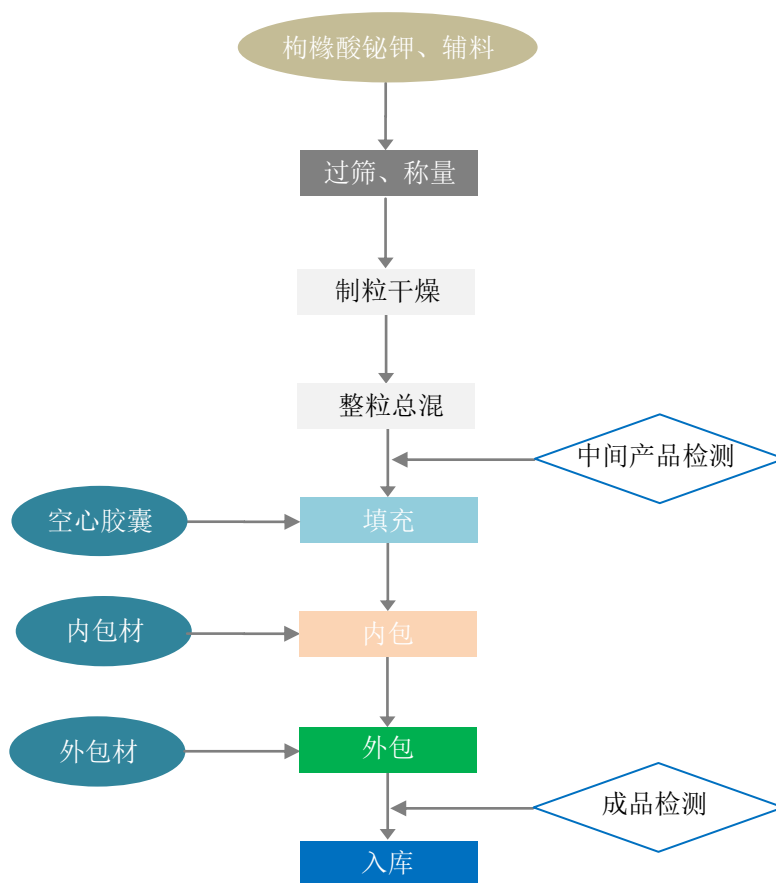 枸橼酸铋钾、辅料
过筛、称量
制粒干燥
整粒总混
中间产品检测
空心胶囊
填充
内包材
内包
外包材
外包
成品检测
入库